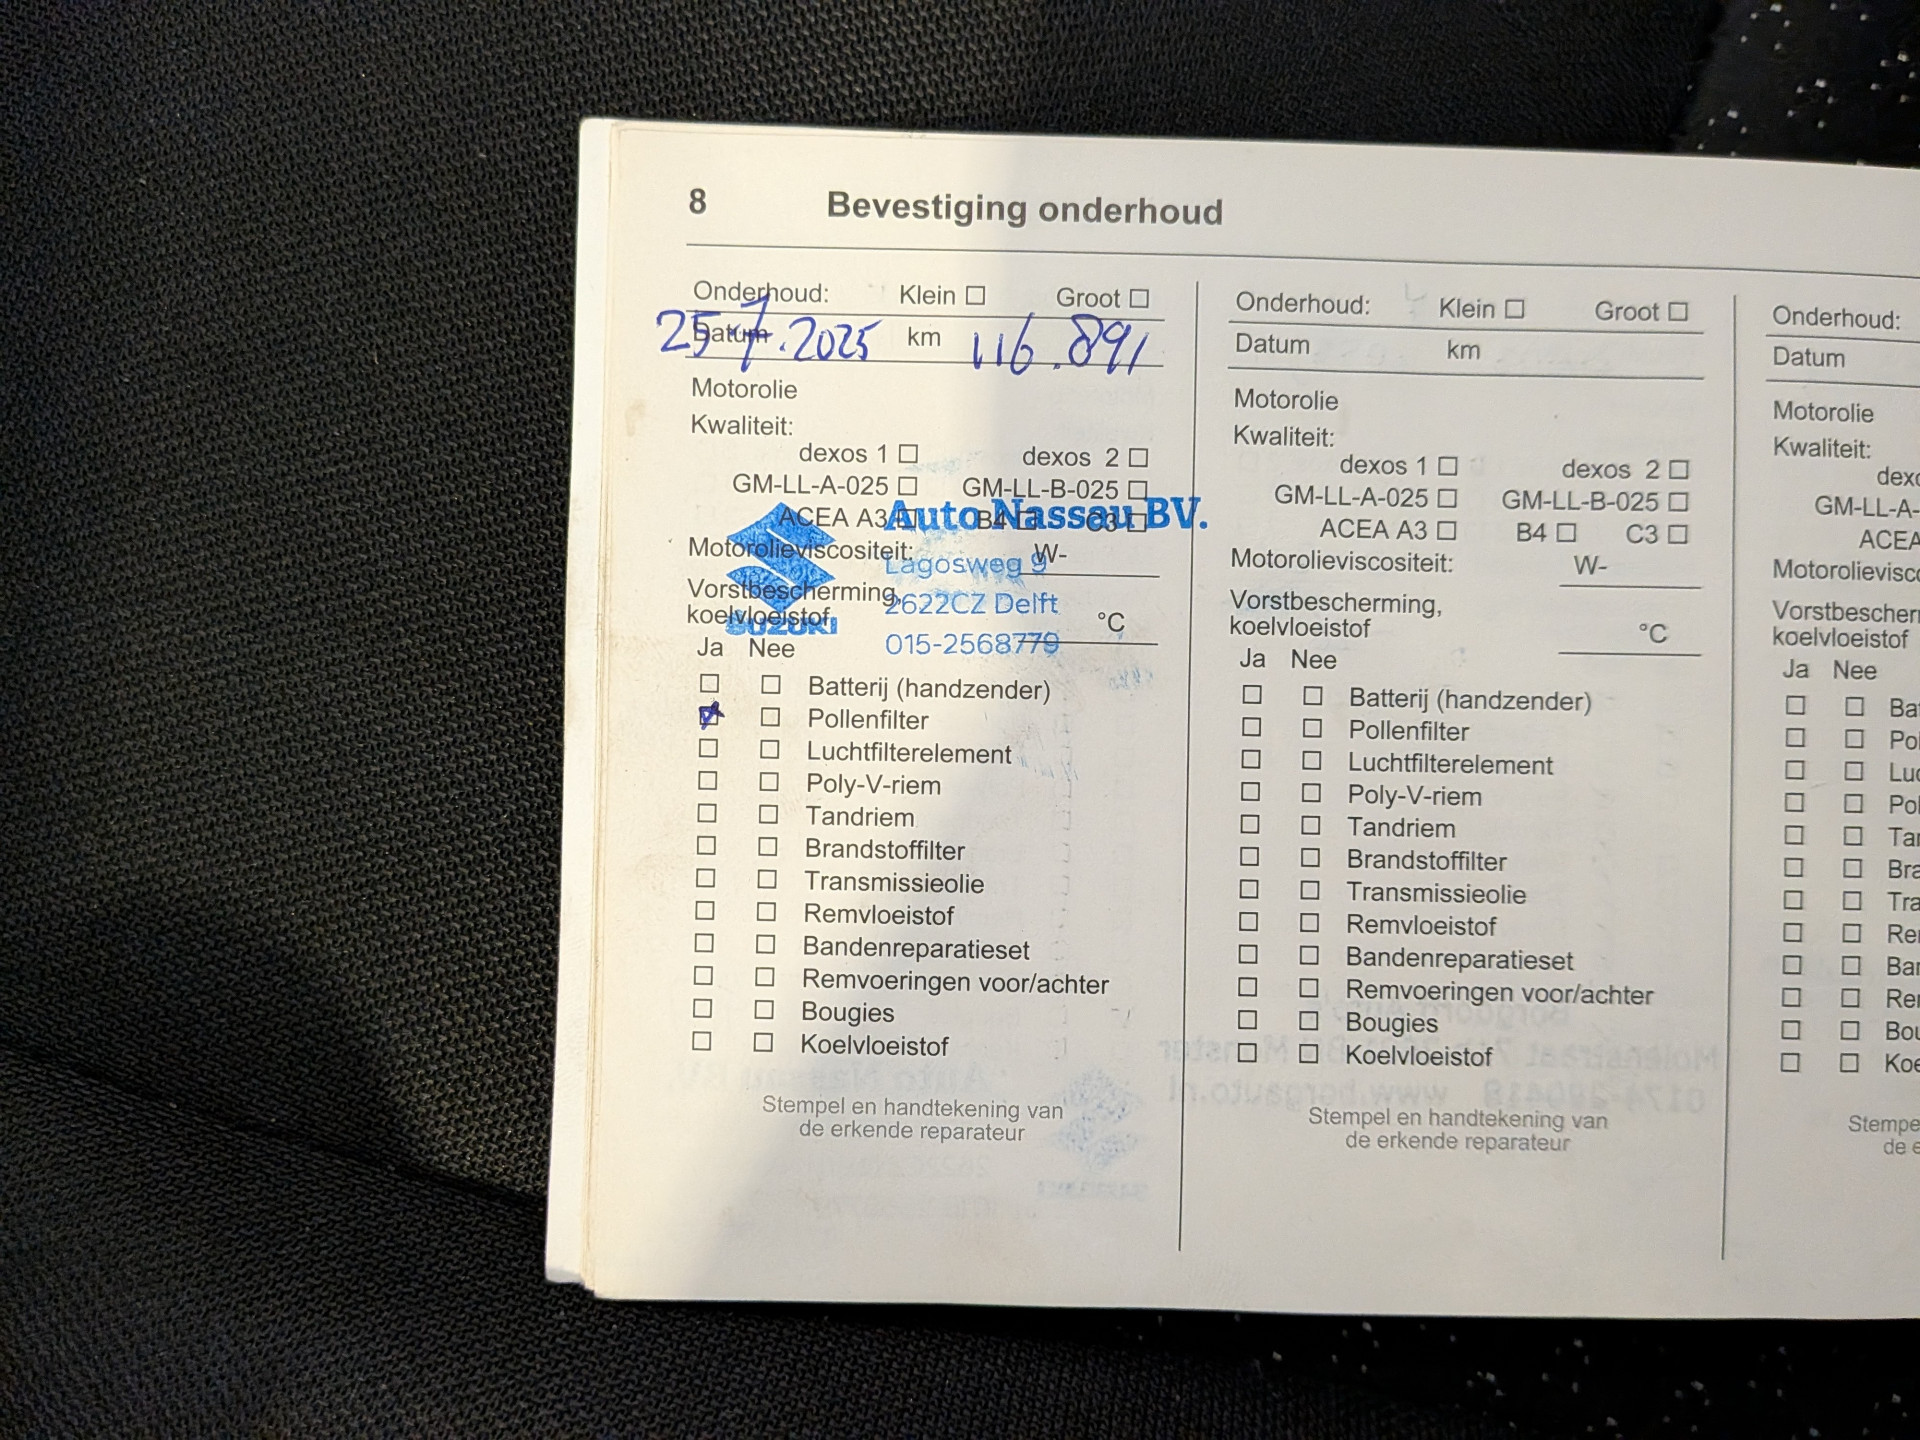 8 Bevestiging onderhoud
Onderhoud: Klein ☐ Groot ☐
Datum 25-7-2025 km 116.891
Motorolie
Kwaliteit:
dexos 1 ☐ dexos 2 ☐
GM-LL-A-025 ☐ GM-LL-B-025 ☐
ACEA A3 ☐ B4 ☐ C3 ☐
Auto Nassau BV.
Motorolieviscositeit: W-
Lagosweg 9
Vorstbescherming,
2622CZ Delft
koelvloeistof °C
SUZUKI
015-2568779
Ja Nee
Batterij (handzender)
Pollenfilter
Luchtfilterelement
Poly-V-riem
Tandriem
Brandstoffilter
Transmissieolie
Remvloeistof
Bandenreparatieset
Remvoeringen voor/achter
Bougies
Koelvloeistof
Stempel en handtekening van
de erkende reparateur
Onderhoud: Klein ☐ Groot ☐
Datum km
Motorolie
Kwaliteit:
dexos 1 ☐ dexos 2 ☐
GM-LL-A-025 ☐ GM-LL-B-025 ☐
ACEA A3 ☐ B4 ☐ C3 ☐
Motorolieviscositeit: W-
Vorstbescherming,
koelvloeistof °C
Ja Nee
Batterij (handzender)
Pollenfilter
Luchtfilterelement
Poly-V-riem
Tandriem
Brandstoffilter
Transmissieolie
Remvloeistof
Bandenreparatieset
Remvoeringen voor/achter
Bougies
Koelvloeistof
Stempel en handtekening van
de erkende reparateur
Onderhoud:
Datum
Motorolie
Kwaliteit:
GM-LL-A-
ACEA
Motorolievisco
Vorstbescherm
koelvloeistof
Ja Nee